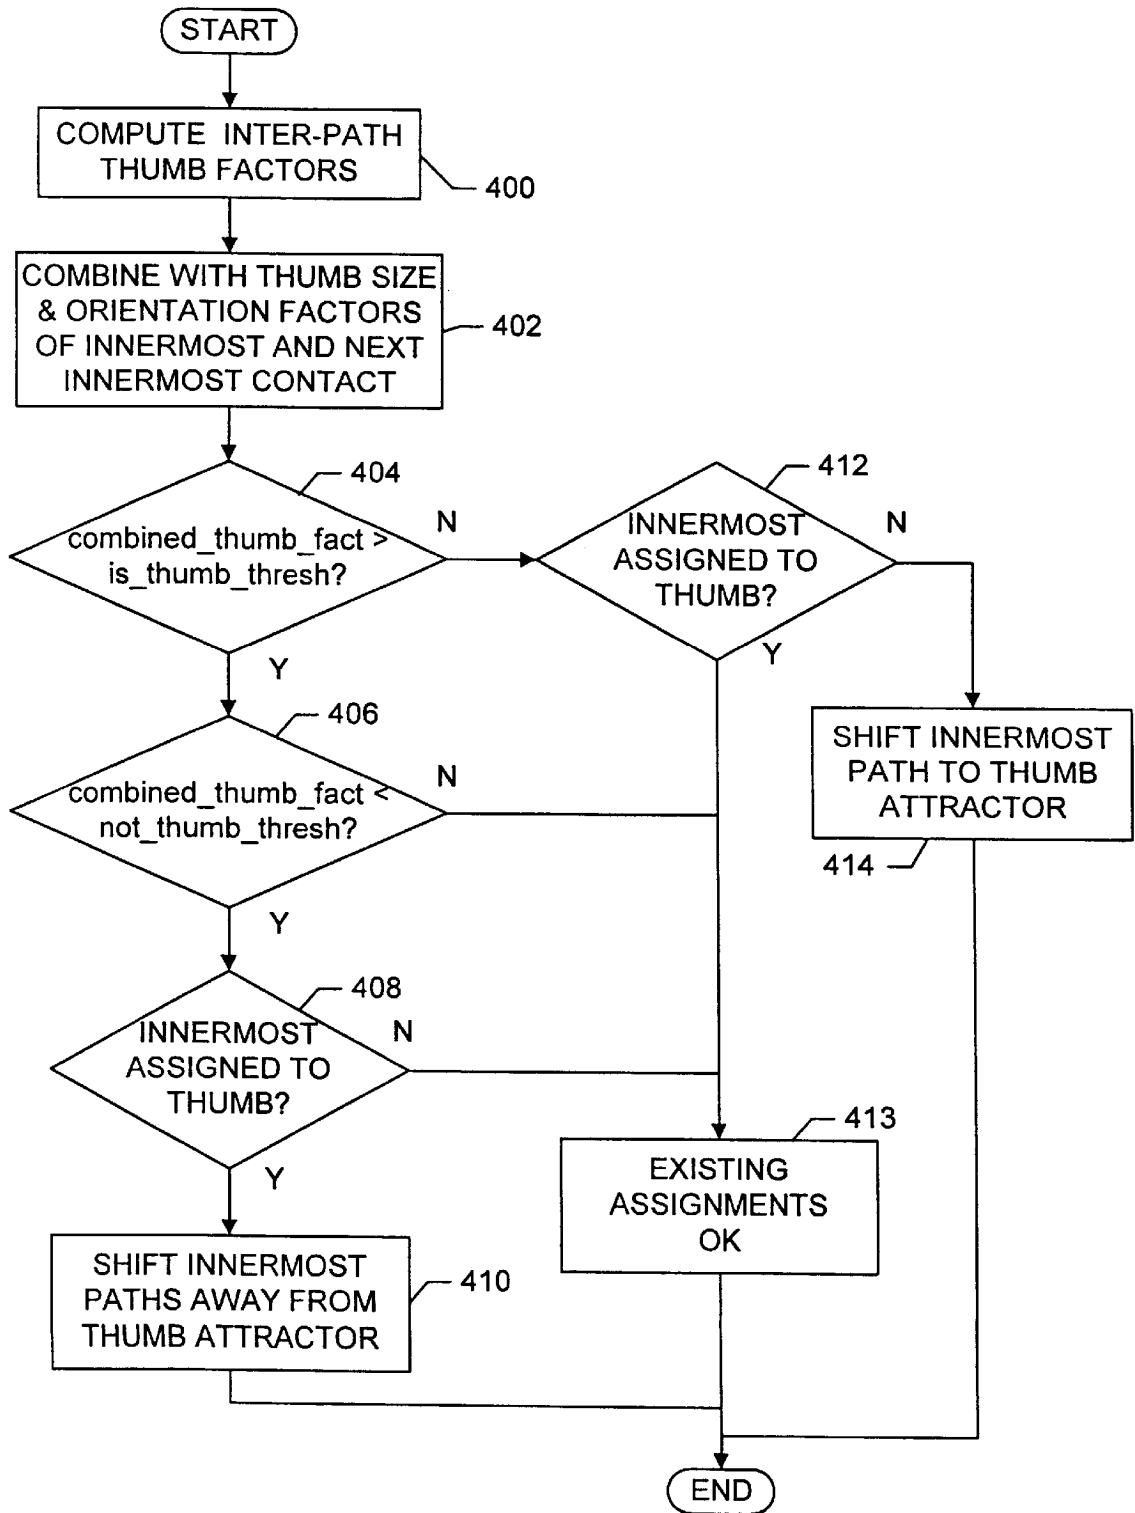 START
COMPUTE INTER-PATH
THUMB FACTORS
400
COMBINE WITH THUMB SIZE
& ORIENTATION FACTORS
OF INNERMOST AND NEXT
INNERMOST CONTACT
402
404
combined_thumb_fact >
is_thumb_thresh?
N
Y
412
INNERMOST
ASSIGNED TO
THUMB?
N
Y
406
combined_thumb_fact <
not_thumb_thresh?
N
Y
SHIFT INNERMOST
PATH TO THUMB
ATTRACTOR
414
408
INNERMOST
ASSIGNED TO
THUMB?
N
Y
413
EXISTING
ASSIGNMENTS
OK
SHIFT INNERMOST
PATHS AWAY FROM
THUMB ATTRACTOR
410
END